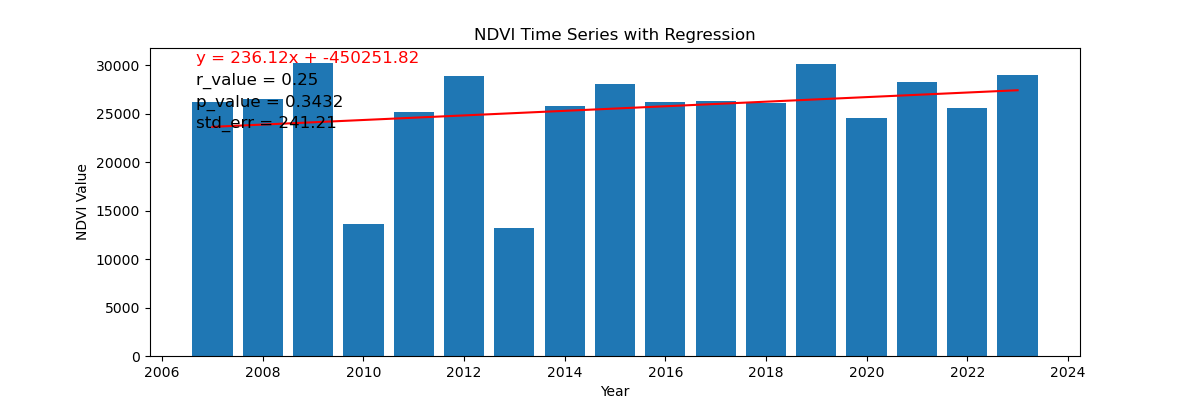 NDVI Time Series with Regression
y = 236.12x + -450251.82
r_value = 0.25
p_value = 0.3432
std_err = 241.21
NDVI Value
30000
25000
20000
15000
10000
5000
0
2006 2008 2010 2012 2014 2016 2018 2020 2022 2024
Year